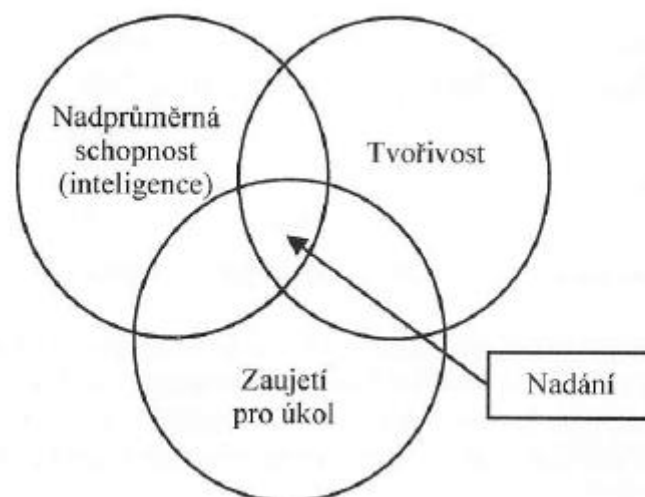 Nadprůměrná
schopnost
(inteligence)
Tvořivost
Zaujetí
pro úkol
Nadání